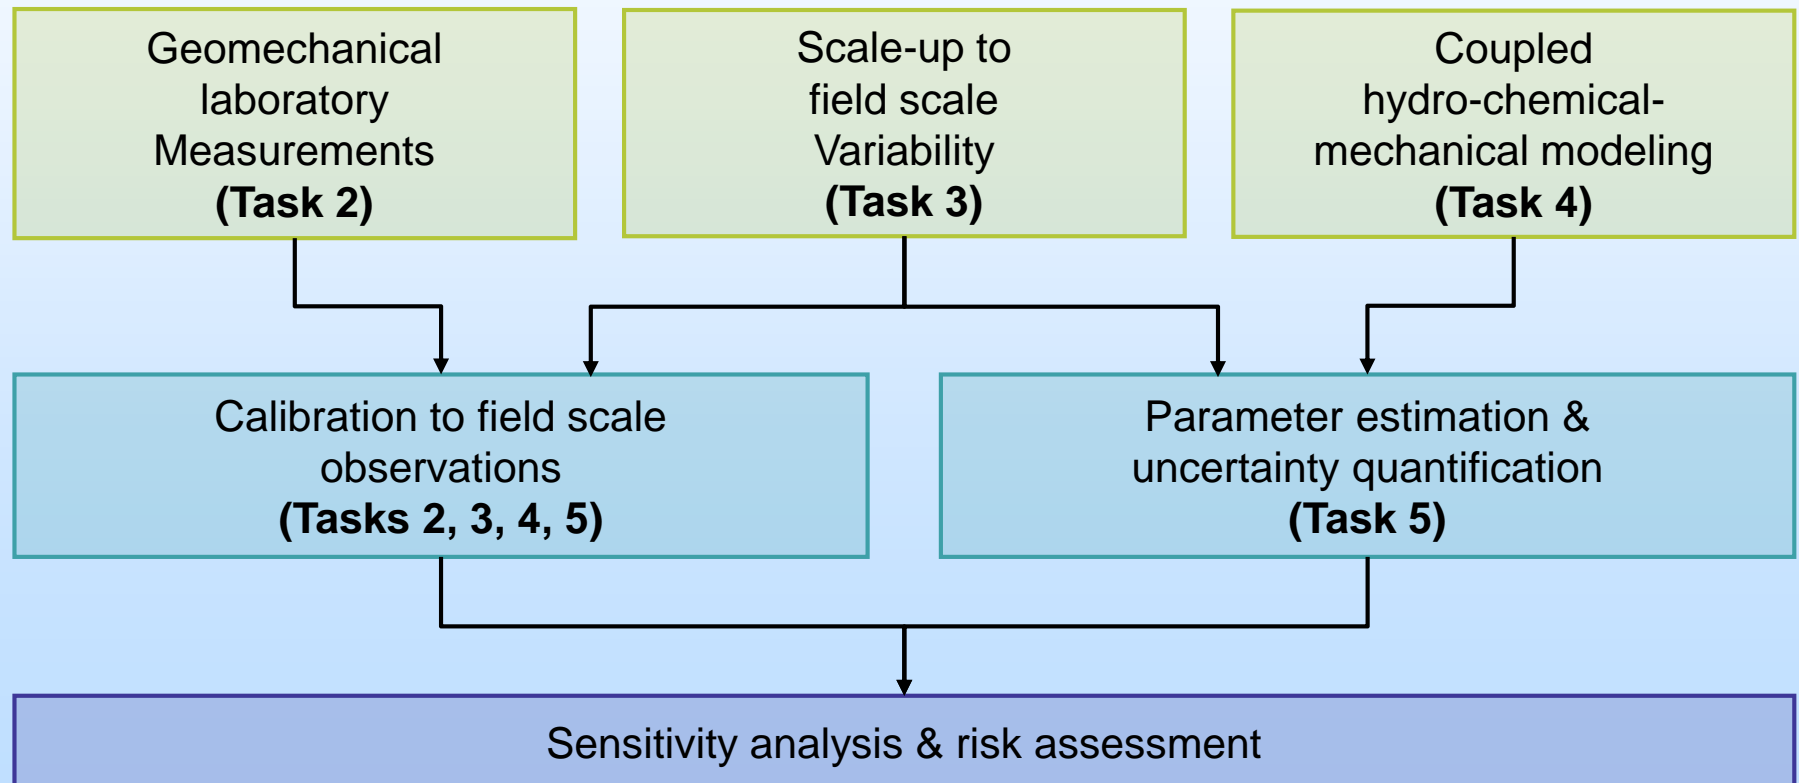 Geomechanical
laboratory
Measurements
(Task 2)
Scale-up to
field scale
Variability
(Task 3)
Coupled
hydro-chemical-
mechanical modeling
(Task 4)
Calibration to field scale
observations
(Tasks 2, 3, 4, 5)
Parameter estimation &
uncertainty quantification
(Task 5)
Sensitivity analysis & risk assessment